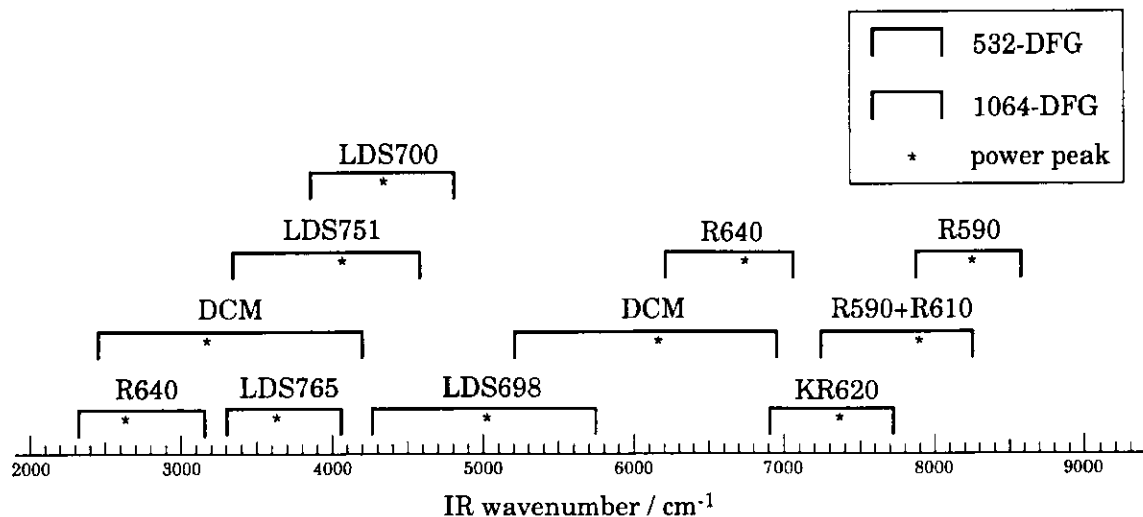 532-DFG
1064-DFG
* power peak
LDS700
*
LDS751 R640 R590
* * *
DCM DCM R590+R610
* * *
R640 LDS765 LDS698 KR620
* * * *
2000 3000 4000 5000 6000 7000 8000 9000
IR wavenumber / cm⁻¹